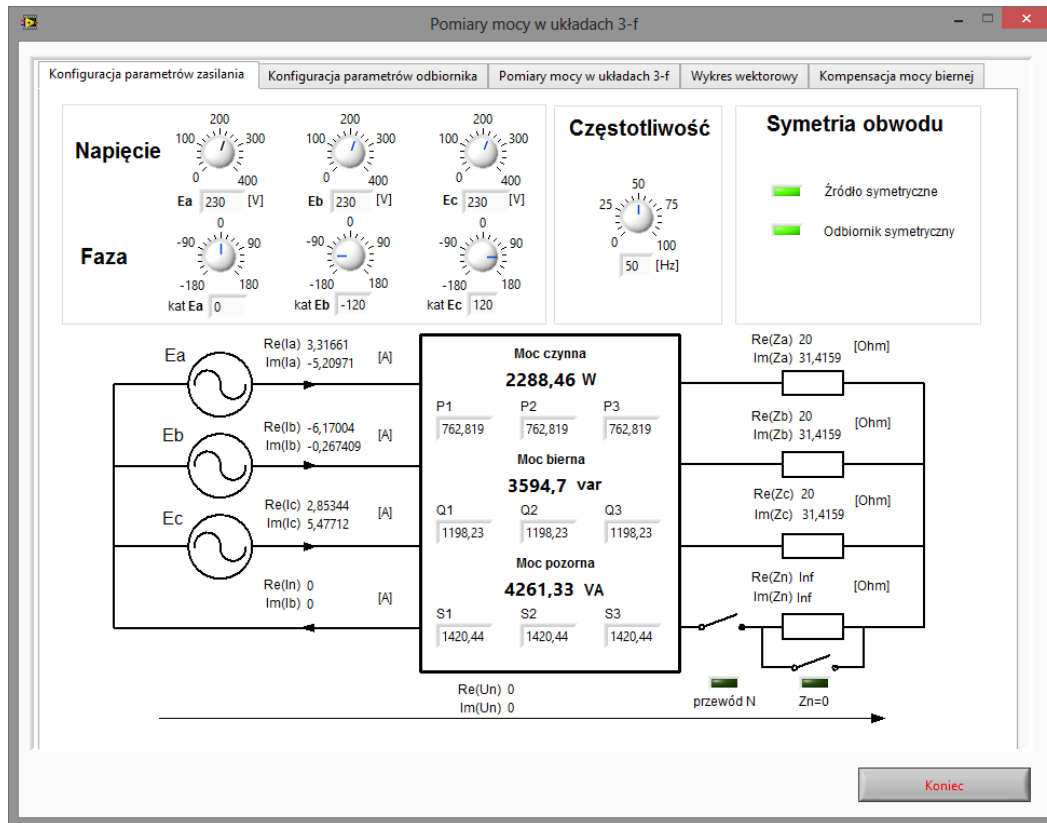 Pomiary mocy w układach 3-f
Konfiguracja parametrów zasilania
Konfiguracja parametrów odbiornika
Pomiary mocy w układach 3-f
Wykres wektorowy
Kompensacja mocy biernej
Napięcie
200
100 300
0 400
Ea 230 [V]
200
100 300
0 400
Eb 230 [V]
200
100 300
0 400
Ec 230 [V]
Faza
0
-90 90
-180 180
kat Ea 0
0
-90 90
-180 180
kat Eb -120
0
-90 90
-180 180
kat Ec 120
Częstotliwość
50
25 75
0 100
50 [Hz]
Symetria obwodu
Źródło symetryczne
Odbiornik symetryczny
Ea
Re(Ia) 3,31661
Im(Ia) -5,20971
[A]
Eb
Re(Ib) -6,17004
Im(Ib) -0,267409
[A]
Ec
Re(Ic) 2,85344
Im(Ic) 5,47712
[A]
Re(In) 0
Im(Ib) 0
[A]
Moc czynna
2288,46 W
P1 P2 P3
762,819 762,819 762,819
Moc bierna
3594,7 var
Q1 Q2 Q3
1198,23 1198,23 1198,23
Moc pozorna
4261,33 VA
S1 S2 S3
1420,44 1420,44 1420,44
Re(Za) 20
Im(Za) 31,4159
[Ohm]
Re(Zb) 20
Im(Zb) 31,4159
[Ohm]
Re(Zc) 20
Im(Zc) 31,4159
[Ohm]
Re(Zn) Inf
Im(Zn) Inf
[Ohm]
przewód N
Zn=0
Re(Un) 0
Im(Un) 0
Koniec